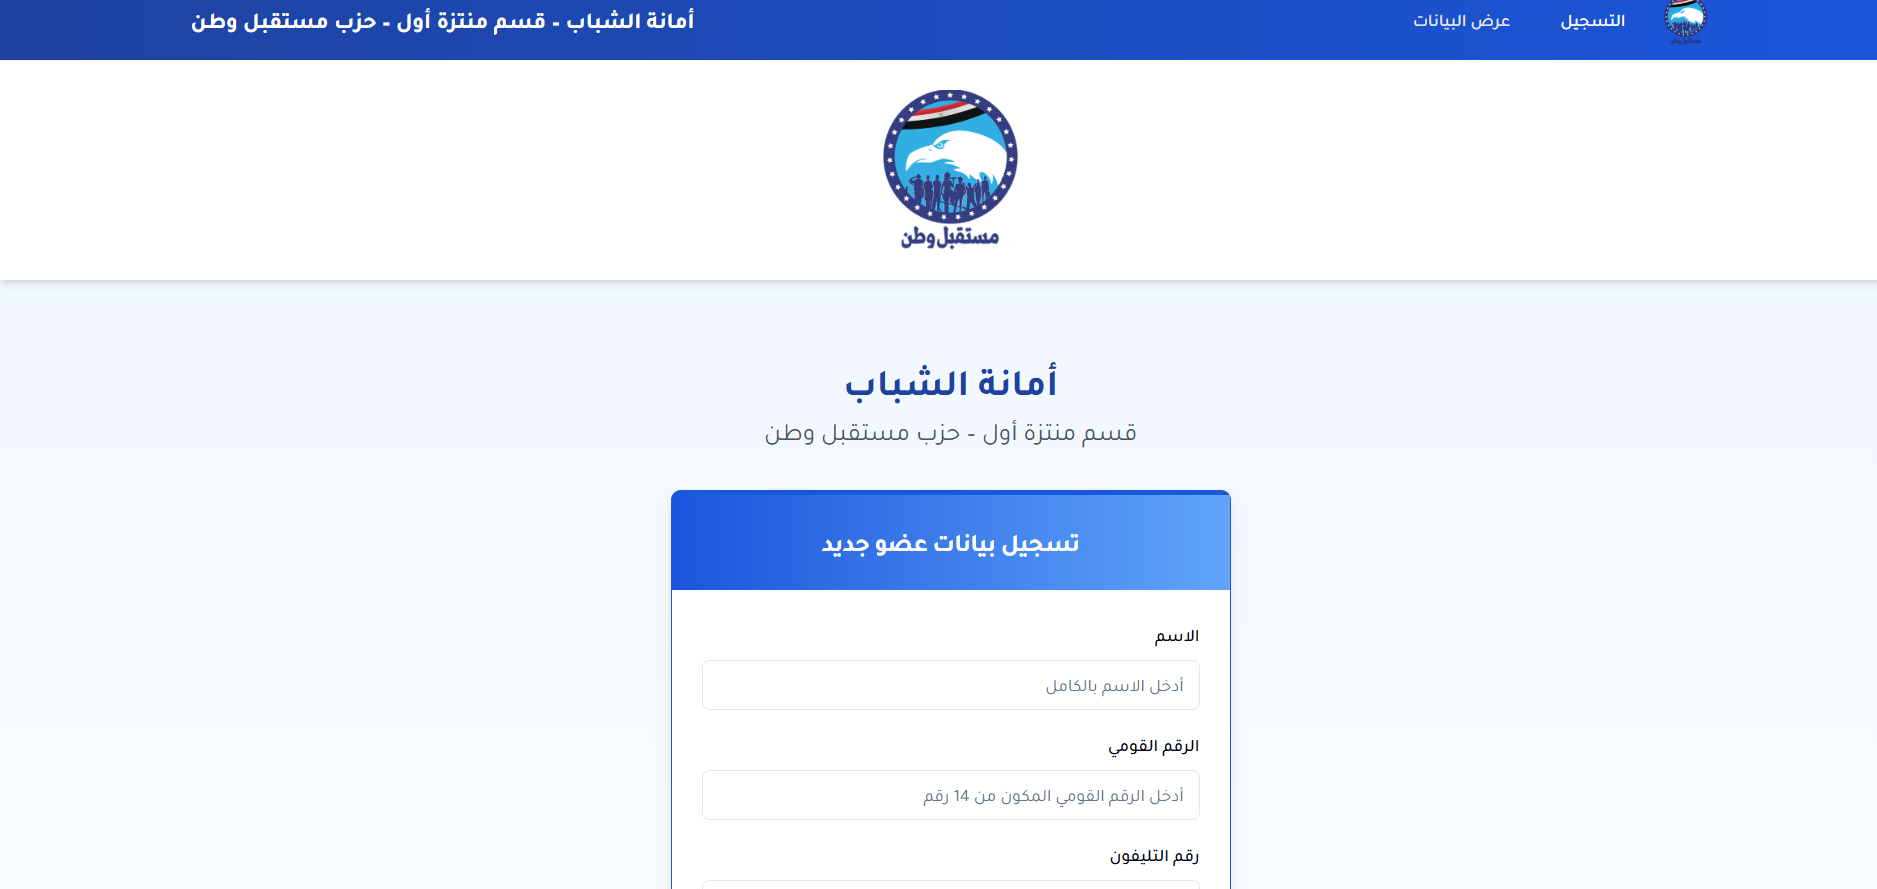 التسجيل
عرض البيانات
أمانة الشباب - قسم منتزة أول - حزب مستقبل وطن
مستقبل وطن
أمانة الشباب
قسم منتزة أول - حزب مستقبل وطن
تسجيل بيانات عضو جديد
الاسم
أدخل الاسم بالكامل
الرقم القومي
أدخل الرقم القومي المكون من 14 رقم
رقم التليفون